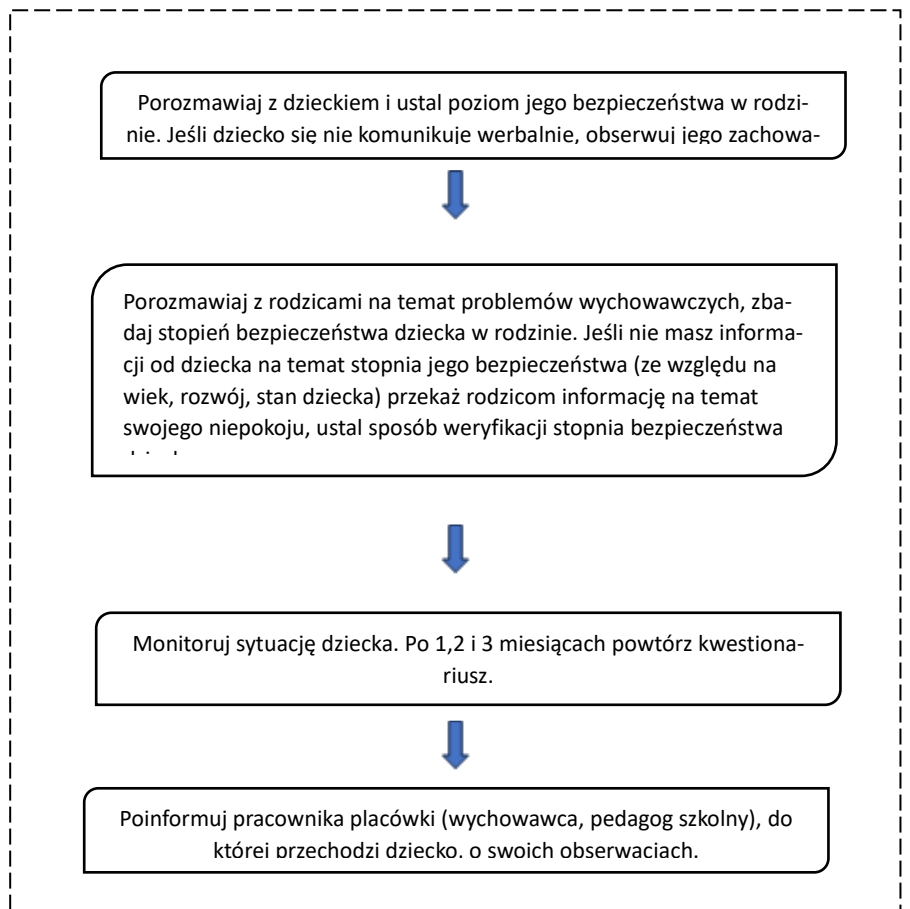 Porozmawiaj z dzieckiem i ustal poziom jego bezpieczeństwa w rodzi-
nie. Jeśli dziecko się nie komunikuje werbalnie, obserwuj jego zachowa-
Porozmawiaj z rodzicami na temat problemów wychowawczych, zba-
daj stopień bezpieczeństwa dziecka w rodzinie. Jeśli nie masz informa-
cji od dziecka na temat stopnia jego bezpieczeństwa (ze względu na
wiek, rozwój, stan dziecka) przekaż rodzicom informację na temat
swojego niepokoju, ustal sposób weryfikacji stopnia bezpieczeństwa
Monitoruj sytuację dziecka. Po 1,2 i 3 miesiącach powtórz kwestiona-
riusz.
Poinformuj pracownika placówki (wychowawca, pedagog szkolny), do
której przechodzi dziecko, o swoich obserwacjach.